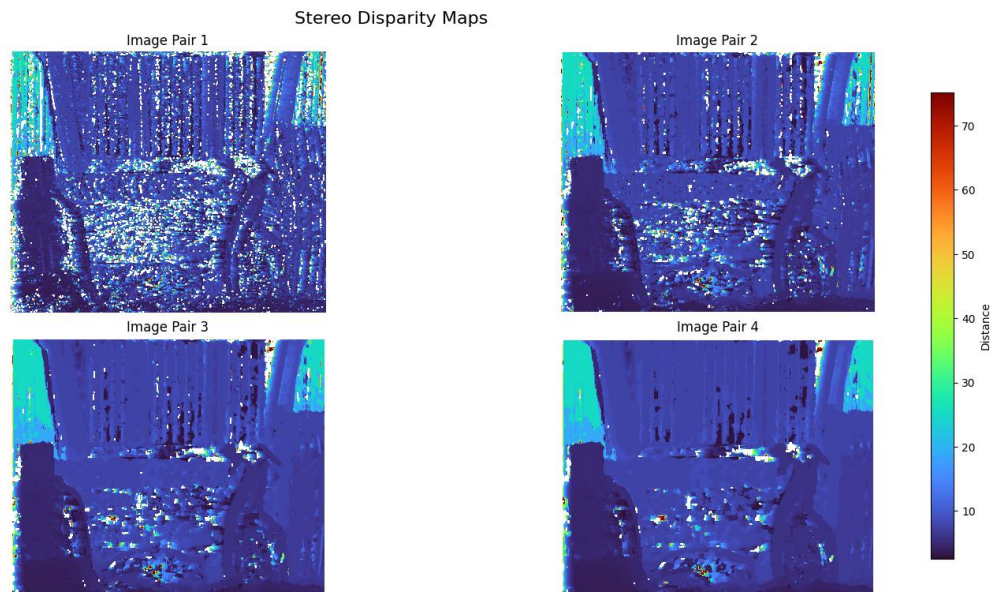 Stereo Disparity Maps
Image Pair 1
Image Pair 2
Image Pair 3
Image Pair 4
70
60
50
40
30
20
10
Distance